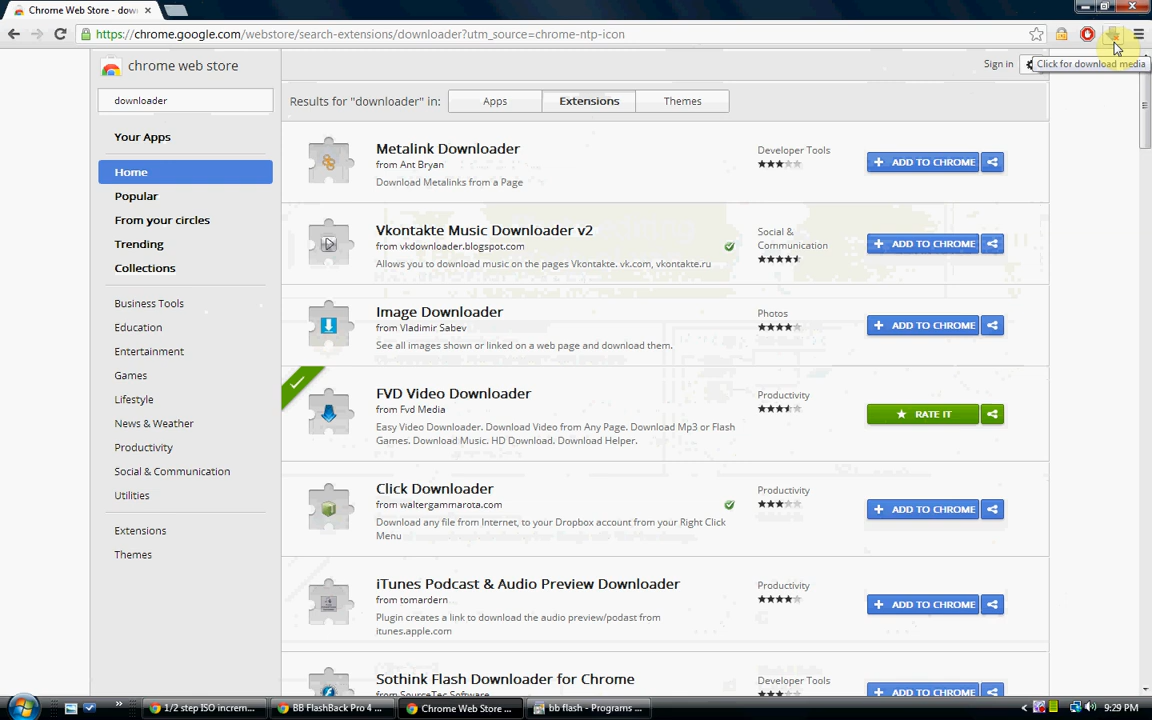 Chrome Web Store - dow
https://chrome.google.com/webstore/search-extensions/downloader?utm_source=chrome-ntp-icon
Click for download media
chrome web store
Sign in
downloader
Results for "downloader" in:
Apps
Extensions
Themes
Your Apps
Home
Popular
From your circles
Trending
Collections
Business Tools
Education
Entertainment
Games
Lifestyle
News & Weather
Productivity
Social & Communication
Utilities
Extensions
Themes
Metalink Downloader
from Ant Bryan
Download Metalinks from a Page
Developer Tools
ADD TO CHROME
Vkontakte Music Downloader v2
from vkdownloader.blogspot.com
Allows you to download music on the pages Vkontakte. vk.com, vkontakte.ru
Social &
Communication
ADD TO CHROME
Image Downloader
from Vladimir Sabev
See all images shown or linked on a web page and download them.
Photos
ADD TO CHROME
FVD Video Downloader
from Fvd Media
Easy Video Downloader. Download Video from Any Page. Download Mp3 or Flash
Games. Download Music. HD Download. Download Helper.
Productivity
RATE IT
Click Downloader
from waltergammarota.com
Download any file from Internet, to your Dropbox account from your Right Click
Menu
Productivity
ADD TO CHROME
iTunes Podcast & Audio Preview Downloader
from tomardern
Plugin creates a link to download the audio preview/podast from
itunes.apple.com
Productivity
ADD TO CHROME
Sothink Flash Downloader for Chrome
from SourceTec Software
Developer Tools
ADD TO CHROME
1/2 step ISO increm...
BB FlashBack Pro 4 ...
Chrome Web Store ...
bb flash - Programs ...
9:29 PM